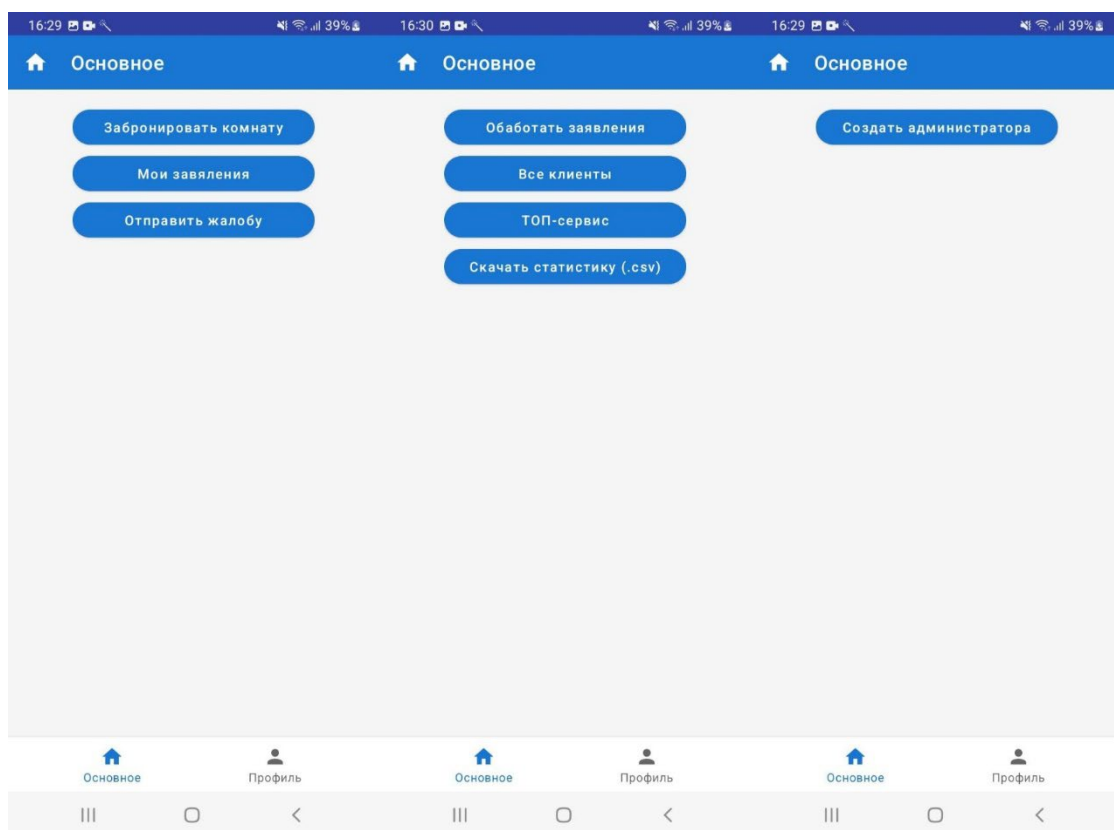 16:29 39%
Основное
Забронировать комнату
Мои завяления
Отправить жалобу
Основное Профиль
16:30 39%
Основное
Обаботать заявления
Все клиенты
ТОП-сервис
Скачать статистику (.csv)
Основное Профиль
16:29 39%
Основное
Создать администратора
Основное Профиль